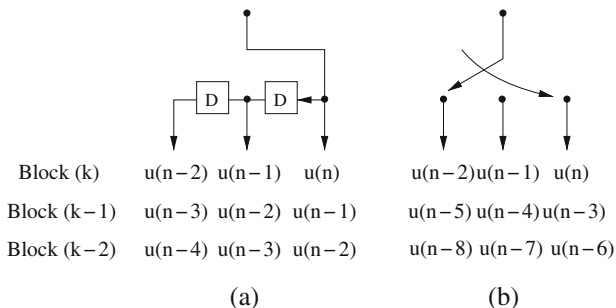 D D
Block (k) u(n−2) u(n−1) u(n) u(n−2) u(n−1) u(n)
Block (k−1) u(n−3) u(n−2) u(n−1) u(n−5) u(n−4) u(n−3)
Block (k−2) u(n−4) u(n−3) u(n−2) u(n−8) u(n−7) u(n−6)
(a) (b)